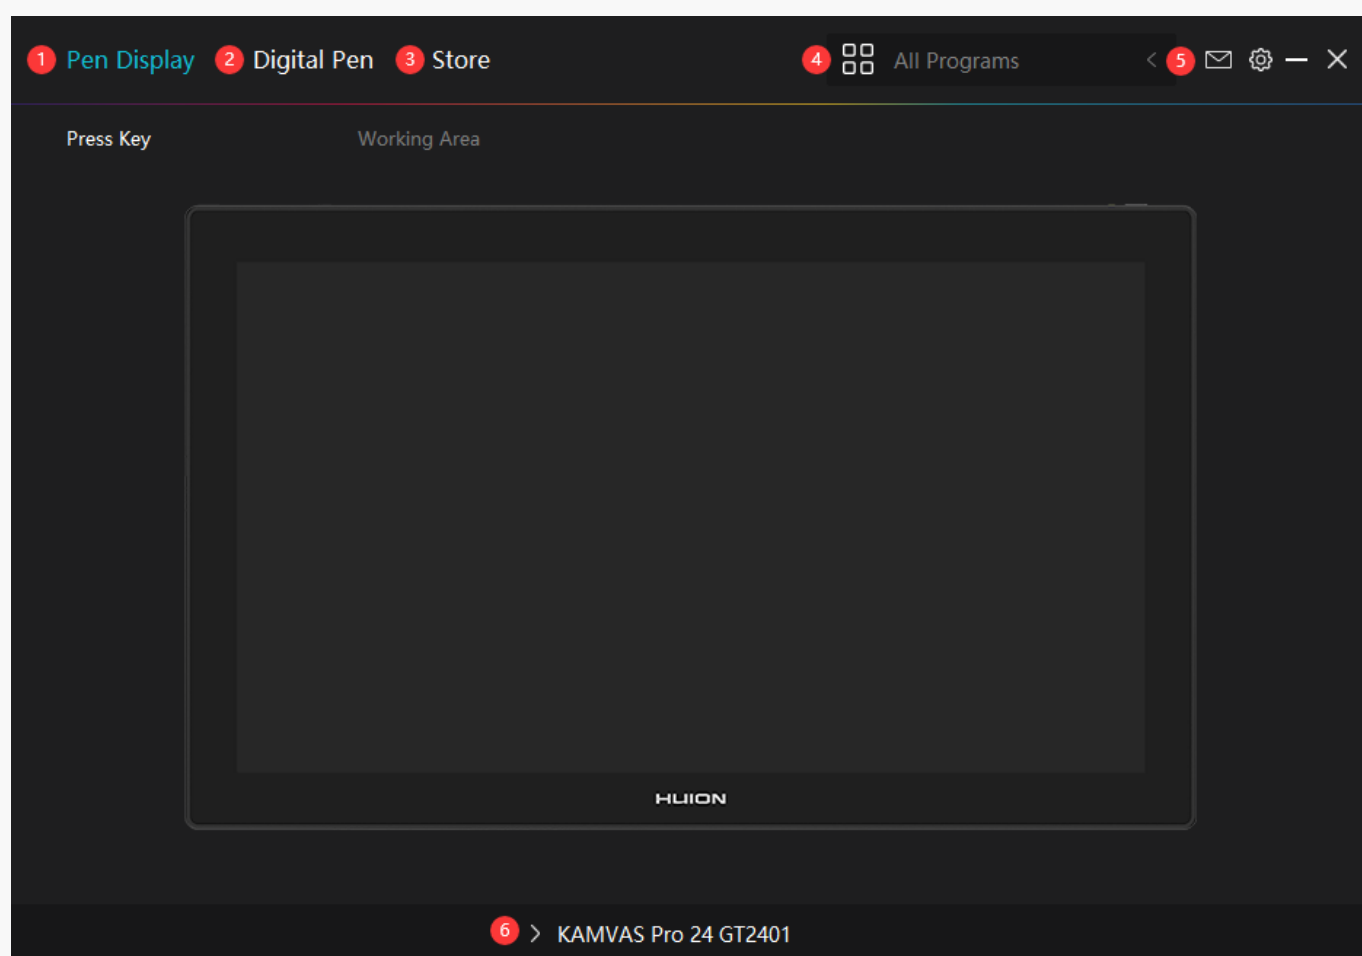 1 Pen Display 2 Digital Pen 3 Store 4 All Programs 5
Press Key Working Area
HUION
6 > KAMVAS Pro 24 GT2401